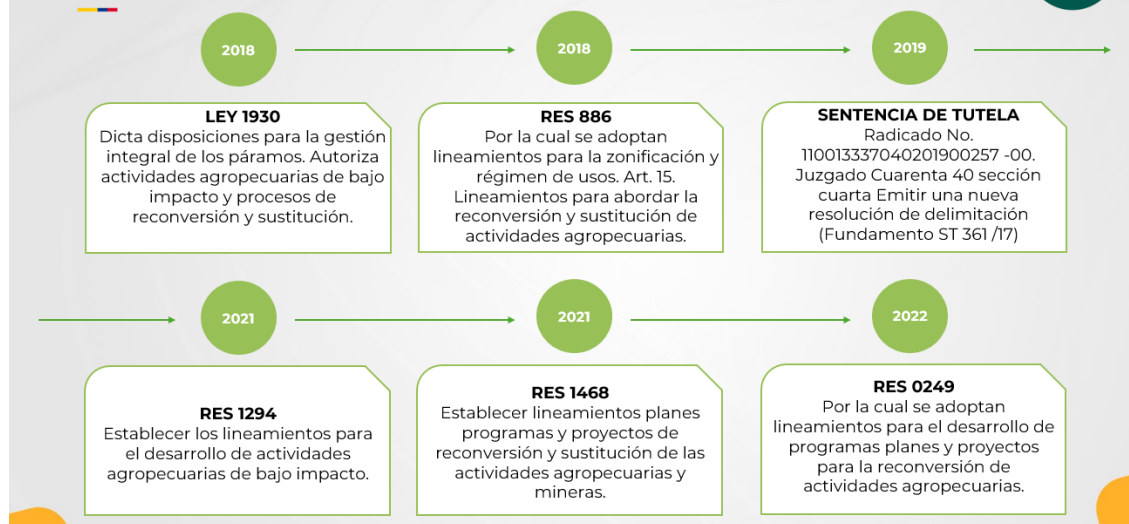 2018
2018
2019
LEY 1930
Dicta disposiciones para la gestión
integral de los páramos. Autoriza
actividades agropecuarias de bajo
impacto y procesos de
reconversión y sustitución.
RES 886
Por la cual se adoptan
lineamientos para la zonificación y
régimen de usos. Art. 15.
Lineamientos para abordar la
reconversión y sustitución de
actividades agropecuarias.
SENTENCIA DE TUTELA
Radicado No.
110013337040201900257 -00.
Juzgado Cuarenta 40 sección
cuarta Emitir una nueva
resolución de delimitación
(Fundamento ST 361 /17)
2021
2021
2022
RES 1294
Establecer los lineamientos para
el desarrollo de actividades
agropecuarias de bajo impacto.
RES 1468
Establecer lineamientos planes
programas y proyectos de
reconversión y sustitución de las
actividades agropecuarias y
mineras.
RES 0249
Por la cual se adoptan
lineamientos para el desarrollo de
programas planes y proyectos
para la reconversión de
actividades agropecuarias.